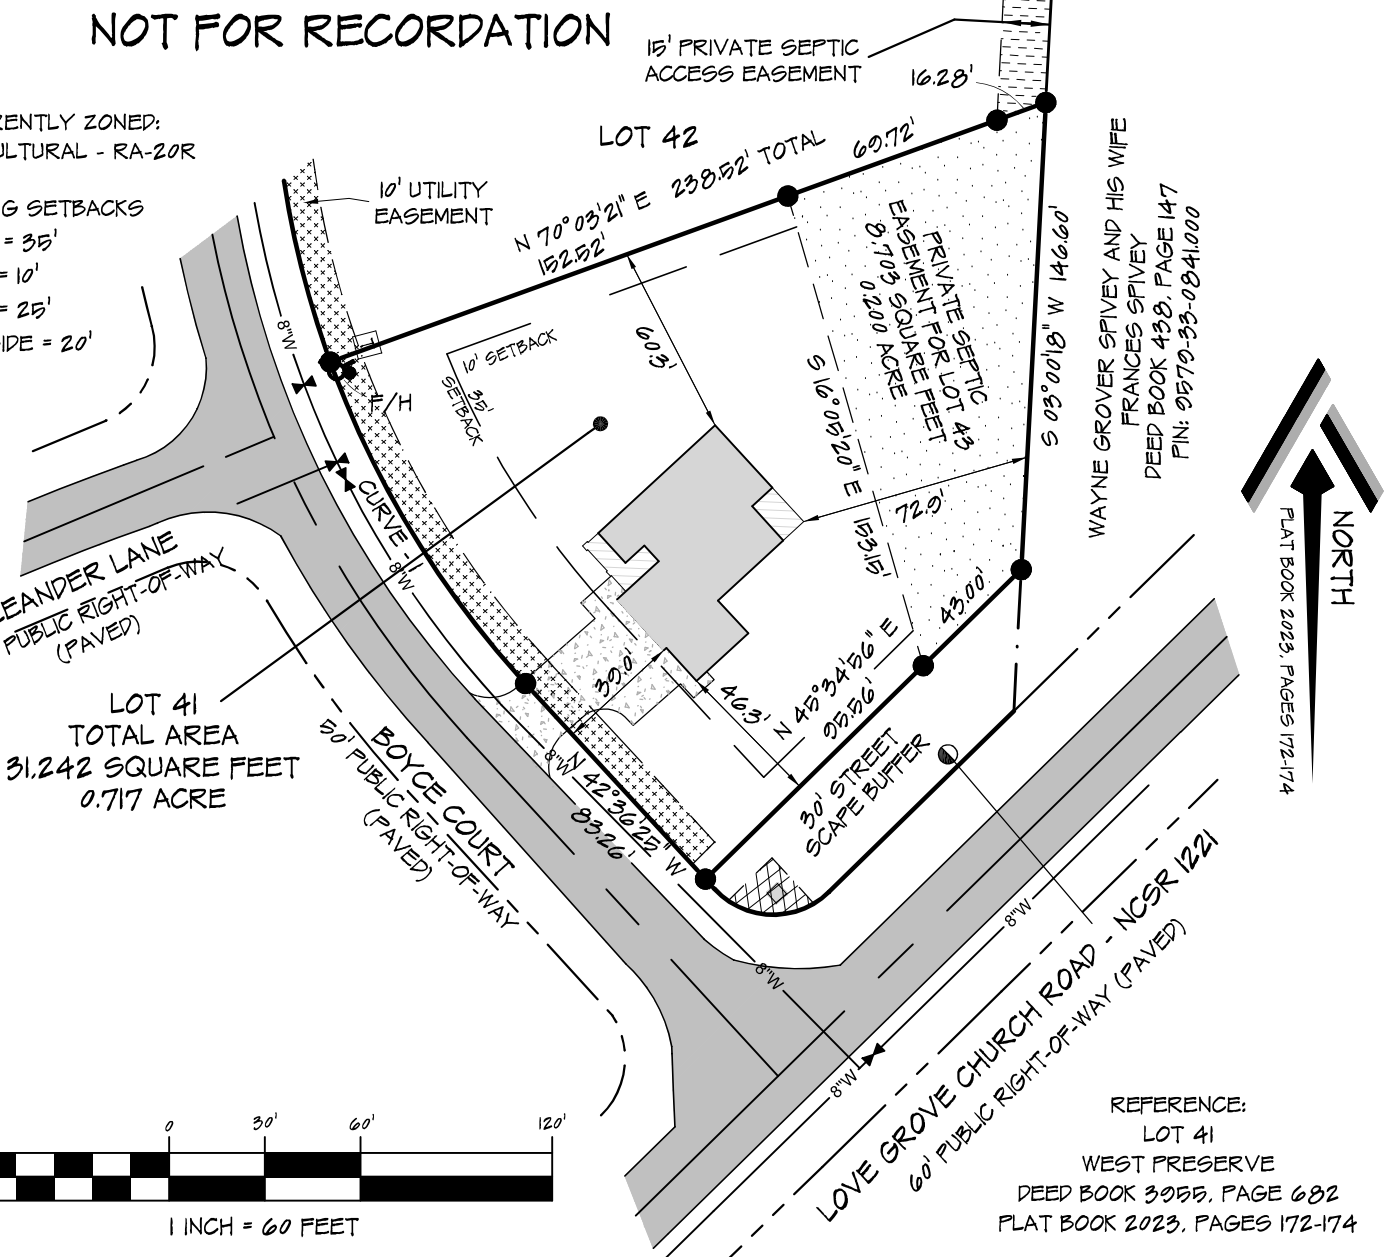 NOT FOR RECORDATION
15' PRIVATE SEPTIC
ACCESS EASEMENT
16.28'
RENTLY ZONED:
ULTURAL - RA-20R
G SETBACKS
= 35'
= 10'
= 25'
IDE = 20'
LOT 42
10' UTILITY
EASEMENT
N 70°03'21" E 238.52' TOTAL
152.52'
69.72'
PRIVATE SEPTIC
EASEMENT FOR LOT 43
8,703 SQUARE FEET
0.200 ACRE
S 03°00'18" W 146.60'
WAYNE GROVER SPIVEY AND HIS WIFE
FRANCES SPIVEY
DEED BOOK 438, PAGE 147
PIN: 9579-33-0841.000
8"W
10' SETBACK
35'
SETBACK
60.3'
F/H
S 16°05'20" E 153.15'
72.9'
CURVE -
8"W
NORTH
PLAT BOOK 2023, PAGES 172-174
EANDER LANE
PUBLIC RIGHT-OF-WAY
(PAVED)
43.00'
39.0'
46.3'
N 45°34'56" E
95.56'
LOT 41
TOTAL AREA
31,242 SQUARE FEET
0.717 ACRE
BOYCE COURT
50' PUBLIC RIGHT-OF-WAY
(PAVED)
8"W
N 42°36'25" W
83.26'
30' STREET
SCAPE BUFFER
8"W
8"W
8"W
LOVE GROVE CHURCH ROAD - NCSR 1221
60' PUBLIC RIGHT-OF-WAY (PAVED)
0 30' 60' 120'
1 INCH = 60 FEET
REFERENCE:
LOT 41
WEST PRESERVE
DEED BOOK 3955, PAGE 682
PLAT BOOK 2023, PAGES 172-174